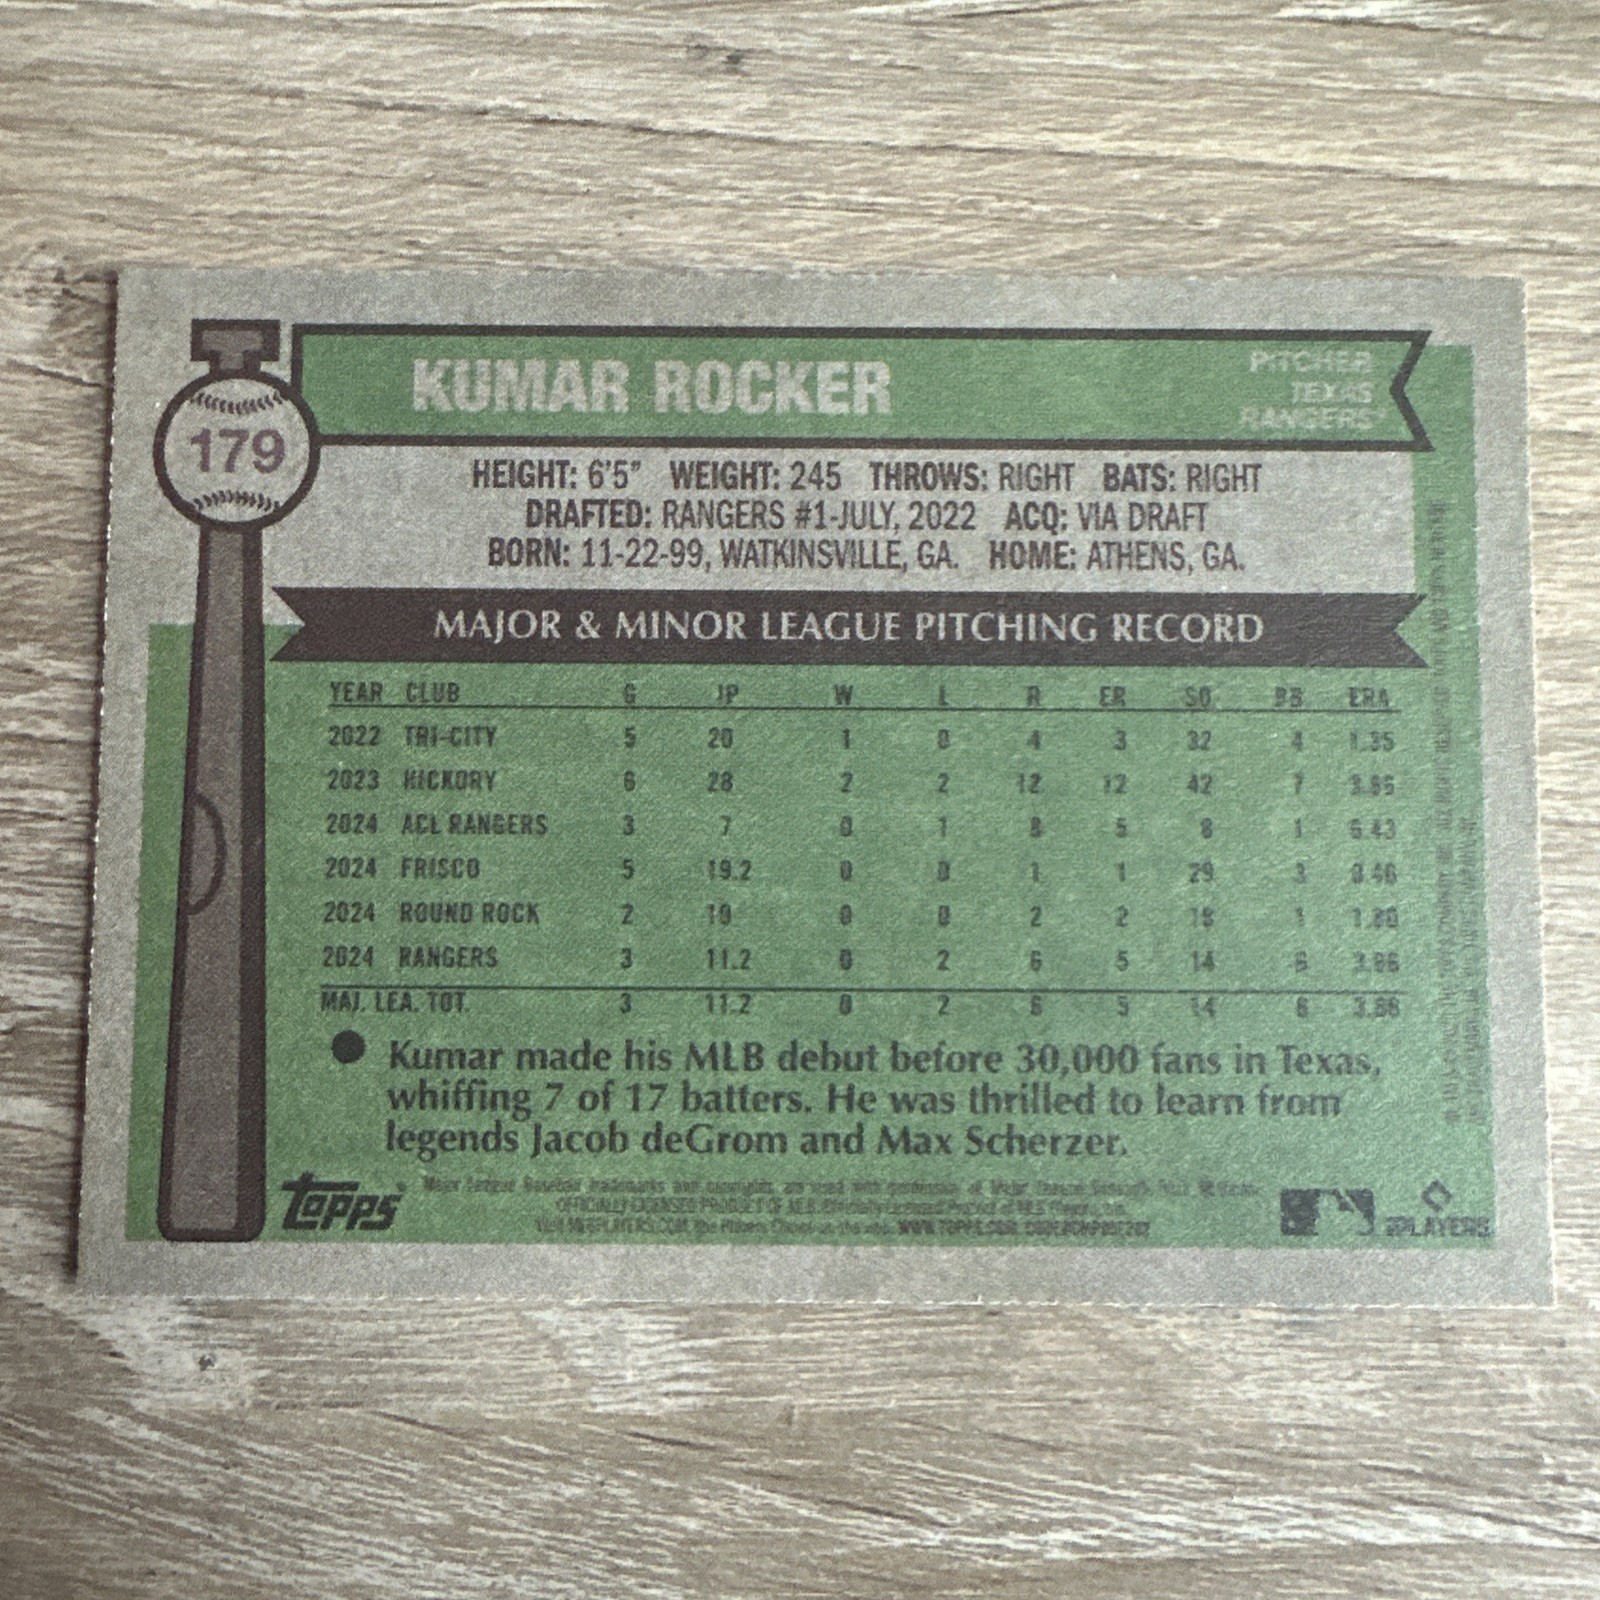 179
KUMAR ROCKER
PITCHER
TEXAS
RANGERS
HEIGHT: 6'5" WEIGHT: 245 THROWS: RIGHT BATS: RIGHT
DRAFTED: RANGERS #1-JULY, 2022 ACQ: VIA DRAFT
BORN: 11-22-99, WATKINSVILLE, GA. HOME: ATHENS, GA.
MAJOR & MINOR LEAGUE PITCHING RECORD
YEAR CLUB G IP W L R ER SO BB ERA
2022 TRI-CITY 5 20 1 0 4 3 32 4 1.35
2023 HICKORY 6 28 2 2 12 12 42 7 3.86
2024 ACL RANGERS 3 7 0 1 8 5 8 1 6.43
2024 FRISCO 5 19.2 0 0 1 1 29 3 0.46
2024 ROUND ROCK 2 10 0 0 2 2 18 1 1.80
2024 RANGERS 3 11.2 0 2 6 5 14 6 3.86
MAJ. LEA. TOT. 3 11.2 0 2 6 5 14 6 3.86
Kumar made his MLB debut before 30,000 fans in Texas,
whiffing 7 of 17 batters. He was thrilled to learn from
legends Jacob deGrom and Max Scherzer.
topps
PLAYERS